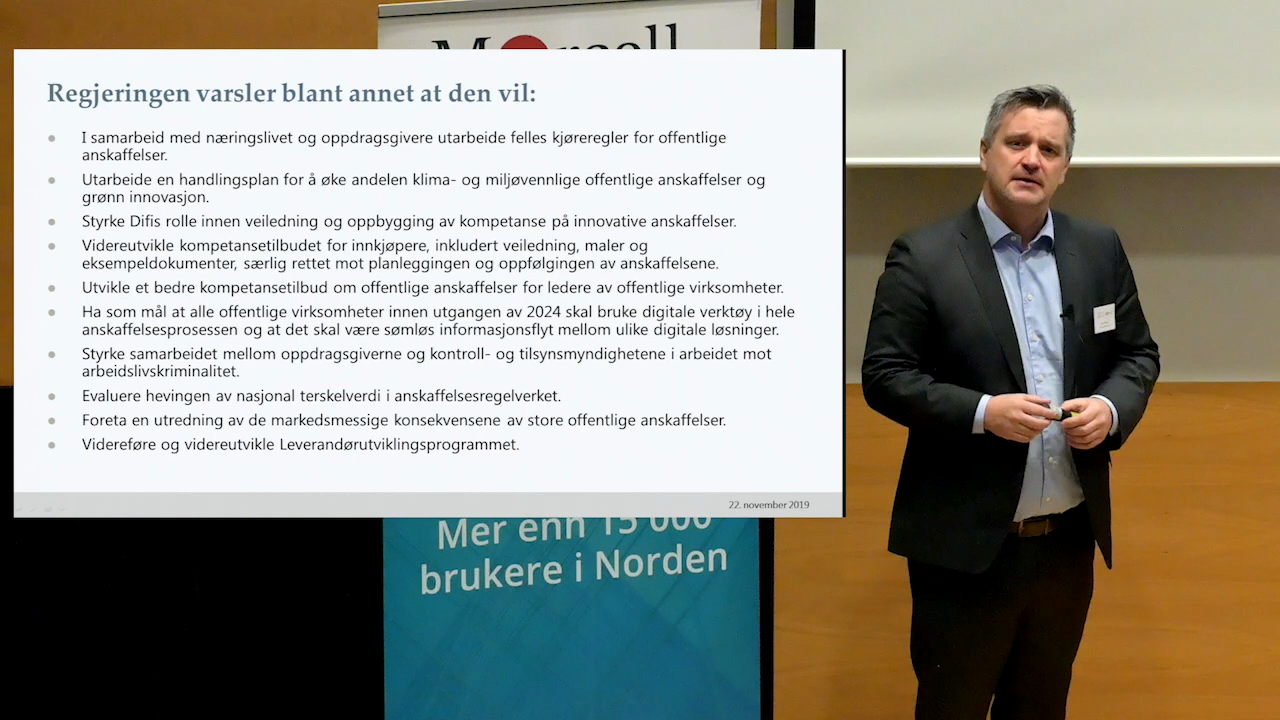 Regjeringen varsler blant annet at den vil:
• I samarbeid med næringslivet og oppdragsgivere utarbeide felles kjøreregler for offentlige
anskaffelser.
• Utarbeide en handlingsplan for å øke andelen klima- og miljøvennlige offentlige anskaffelser og
grønn innovasjon.
• Styrke Difis rolle innen veiledning og oppbygging av kompetanse på innovative anskaffelser.
• Videreutvikle kompetansetilbudet for innkjøpere, inkludert veiledning, maler og
eksempeldokumenter, særlig rettet mot planleggingen og oppfølgingen av anskaffelsene.
• Utvikle et bedre kompetansetilbud om offentlige anskaffelser for ledere av offentlige virksomheter.
• Ha som mål at alle offentlige virksomheter innen utgangen av 2024 skal bruke digitale verktøy i hele
anskaffelsesprosessen og at det skal være sømløs informasjonsflyt mellom ulike digitale løsninger.
• Styrke samarbeidet mellom oppdragsgiverne og kontroll- og tilsynsmyndighetene i arbeidet mot
arbeidslivskriminalitet.
• Evaluere hevingen av nasjonal terskelverdi i anskaffelsesregelverket.
• Foreta en utredning av de markedsmessige konsekvensene av store offentlige anskaffelser.
• Videreføre og videreutvikle Leverandørutviklingsprogrammet.
22. november 2019
Mer enn 15 000
brukere i Norden